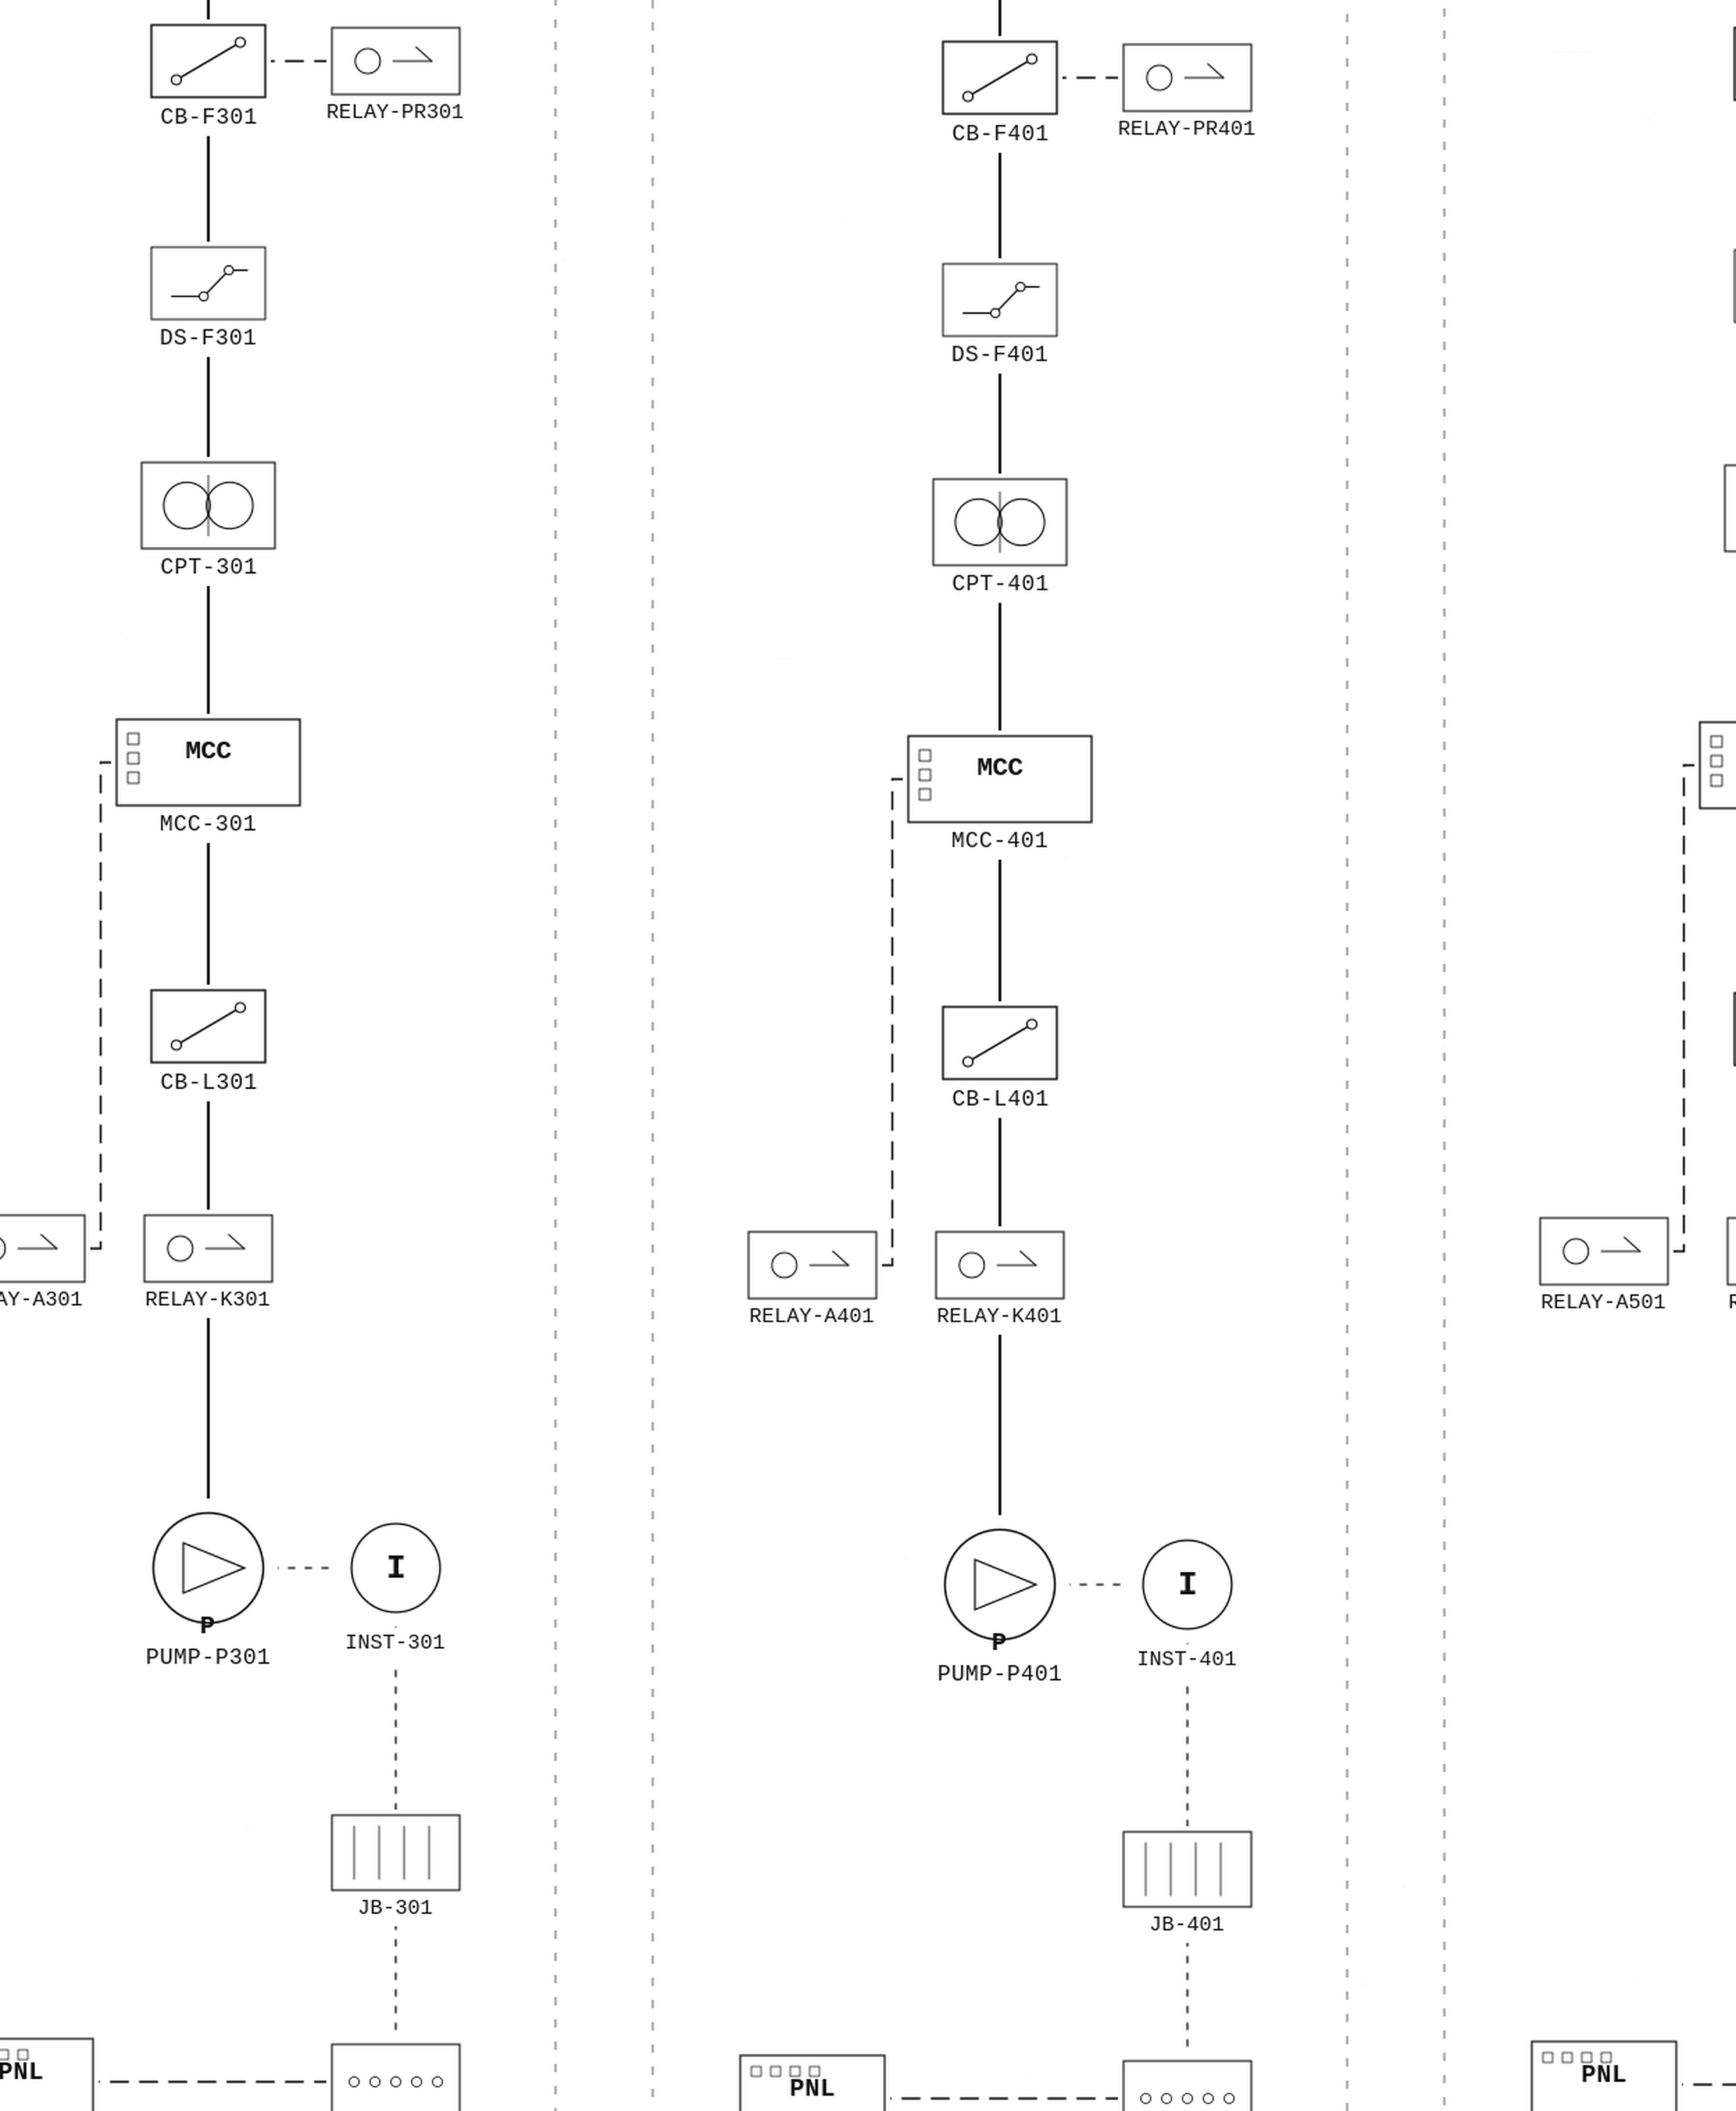 RELAY-PR301
CB-F301
RELAY-PR401
CB-F401
DS-F301
DS-F401
CPT-301
CPT-401
MCC
MCC-301
MCC
MCC-401
CB-L301
CB-L401
AY-A301
RELAY-K301
RELAY-A401
RELAY-K401
RELAY-A501
R
I
P
INST-301
PUMP-P301
I
P
INST-401
PUMP-P401
JB-301
JB-401
PNL
PNL
PNL